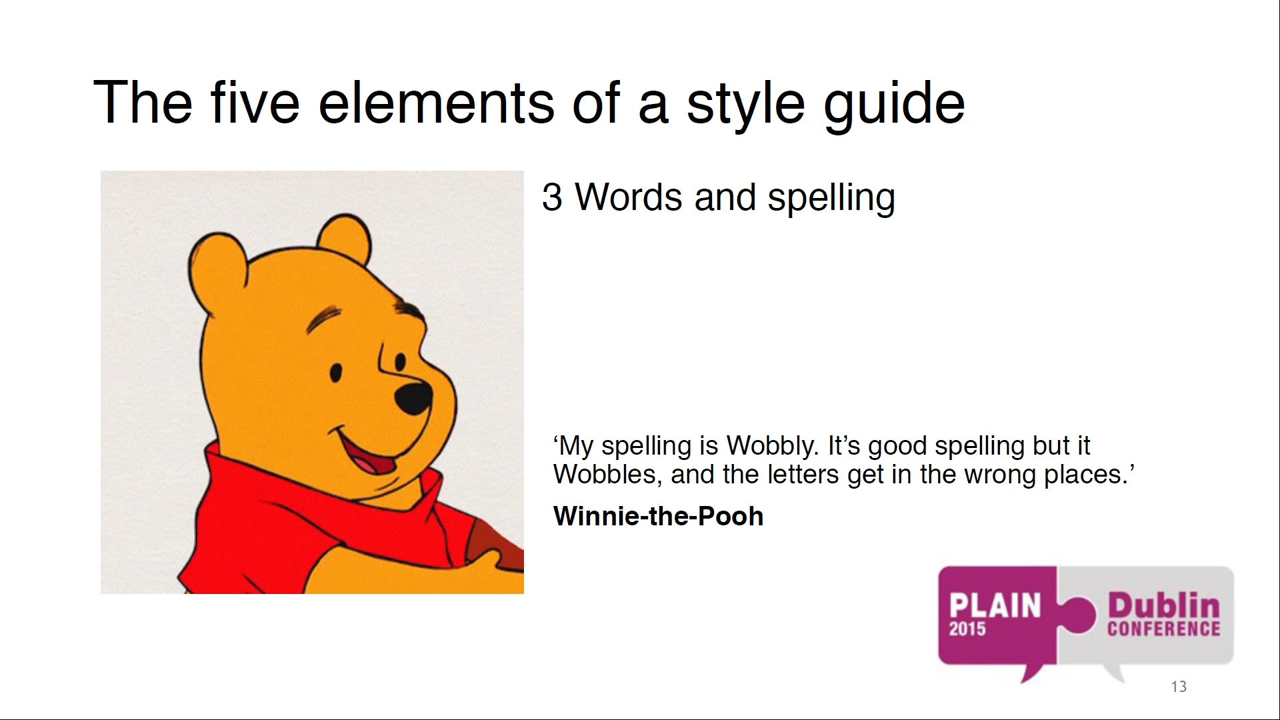 The five elements of a style guide
3 Words and spelling
‘My spelling is Wobbly. It’s good spelling but it
Wobbles, and the letters get in the wrong places.’
Winnie-the-Pooh
PLAIN
2015
Dublin
CONFERENCE
13